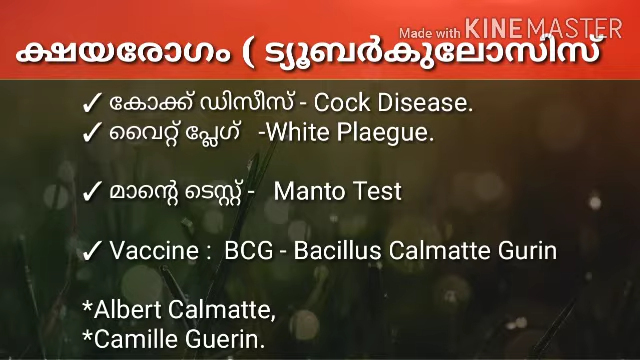 Made with KINEMASTER
ക്ഷയരോഗം ( ട്യൂബർകുലോസിസ്
✓ കോക്ക് ഡിസീസ് - Cock Disease.
✓ വൈറ്റ് പ്ലേഗ് -White Plaegue.
✓ മാന്റെ ടെസ്റ്റ് - Manto Test
✓ Vaccine : BCG - Bacillus Calmatte Gurin
*Albert Calmatte,
*Camille Guerin.